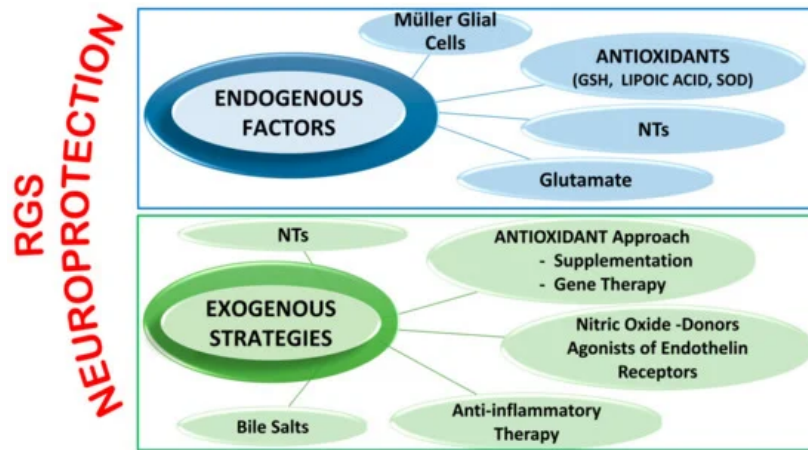 RGS
NEUROPROTECTION
Müller Glial
Cells
ENDOGENOUS
FACTORS
ANTIOXIDANTS
(GSH, LIPOIC ACID, SOD)
NTs
Glutamate
NTs
EXOGENOUS
STRATEGIES
ANTIOXIDANT Approach
- Supplementation
- Gene Therapy
Nitric Oxide -Donors
Agonists of Endothelin
Receptors
Anti-inflammatory
Therapy
Bile Salts